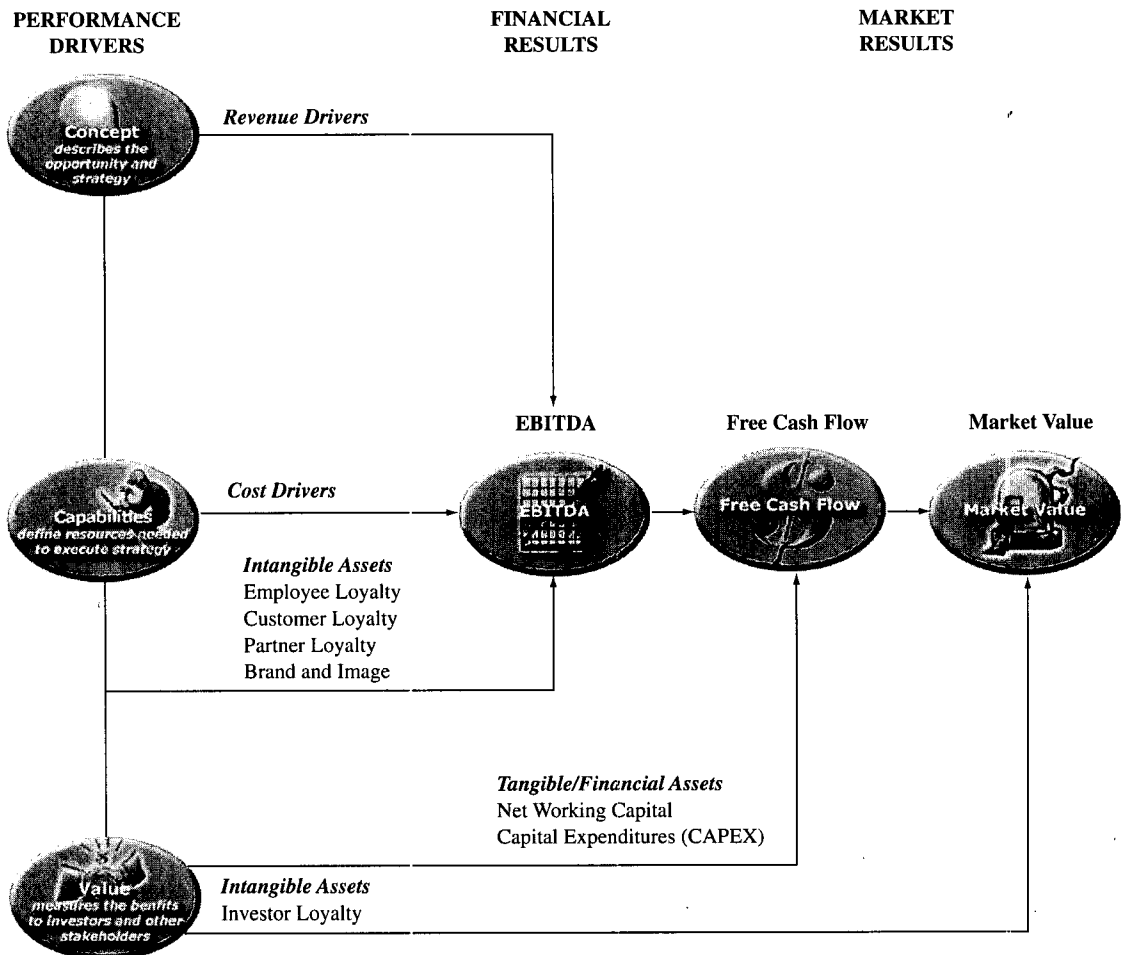 PERFORMANCE
DRIVERS
FINANCIAL
RESULTS
MARKET
RESULTS
Concept
describes the
opportunity and
strategy
Revenue Drivers
EBITDA
Free Cash Flow
Market Value
Capabilities
define resources needed
to execute strategy
Cost Drivers
EBITDA
Free Cash Flow
Market Value
Intangible Assets
Employee Loyalty
Customer Loyalty
Partner Loyalty
Brand and Image
Tangible/Financial Assets
Net Working Capital
Capital Expenditures (CAPEX)
Value
measures the benfits
to investors and other
stakeholders
Intangible Assets
Investor Loyalty